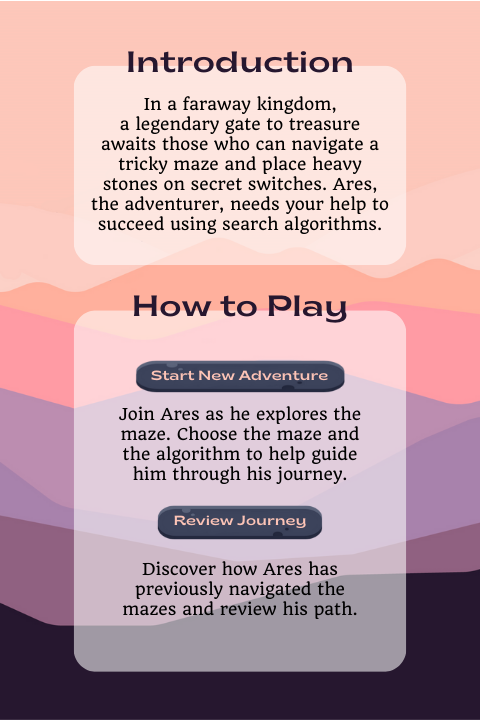 Introduction
In a faraway kingdom,
a legendary gate to treasure
awaits those who can navigate a
tricky maze and place heavy
stones on secret switches. Ares,
the adventurer, needs your help to
succeed using search algorithms.
How to Play
Start New Adventure
Join Ares as he explores the
maze. Choose the maze and
the algorithm to help guide
him through his journey.
Review Journey
Discover how Ares has
previously navigated the
mazes and review his path.